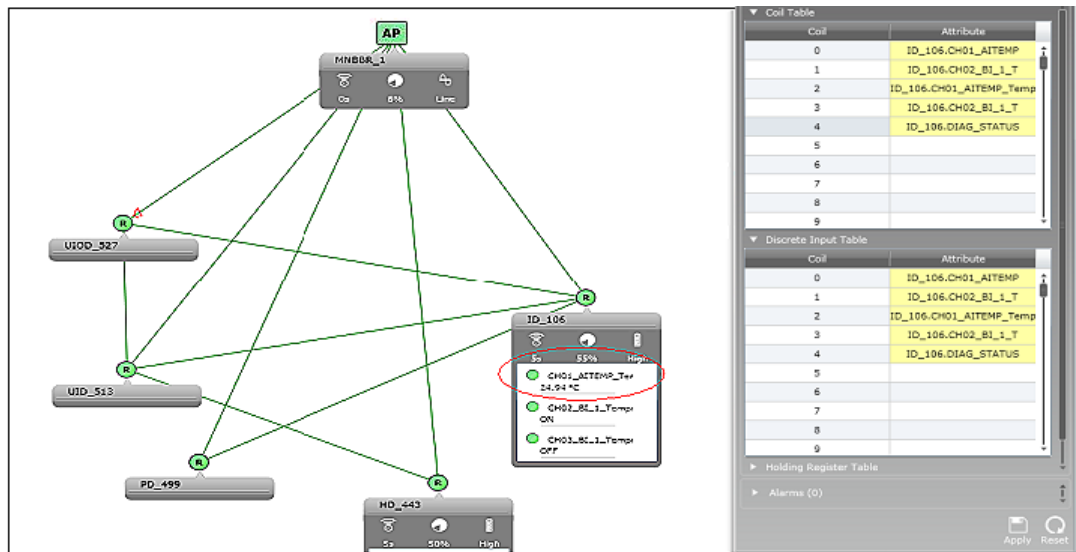 AP
MNBBR_1
0s 8% Line
R
UIOD_527
R
ID_106
5s 55% High
CH01_AITEMP_Te
24.94 °C
CH02_BI_1_Temp
ON
CH03_BI_1_Temp
OFF
R
UID_513
R
PD_499
R
HD_443
5s 50% High
Coil Table
Coil Attribute
0 ID_106.CH01_AITEMP
1 ID_106.CH02_BI_1_T
2 ID_106.CH01_AITEMP_Temp
3 ID_106.CH02_BI_1_T
4 ID_106.DIAG_STATUS
5
6
7
8
9
Discrete Input Table
Coil Attribute
0 ID_106.CH01_AITEMP
1 ID_106.CH02_BI_1_T
2 ID_106.CH01_AITEMP_Temp
3 ID_106.CH02_BI_1_T
4 ID_106.DIAG_STATUS
5
6
7
8
9
Holding Register Table
Alarms (0)
Apply Reset